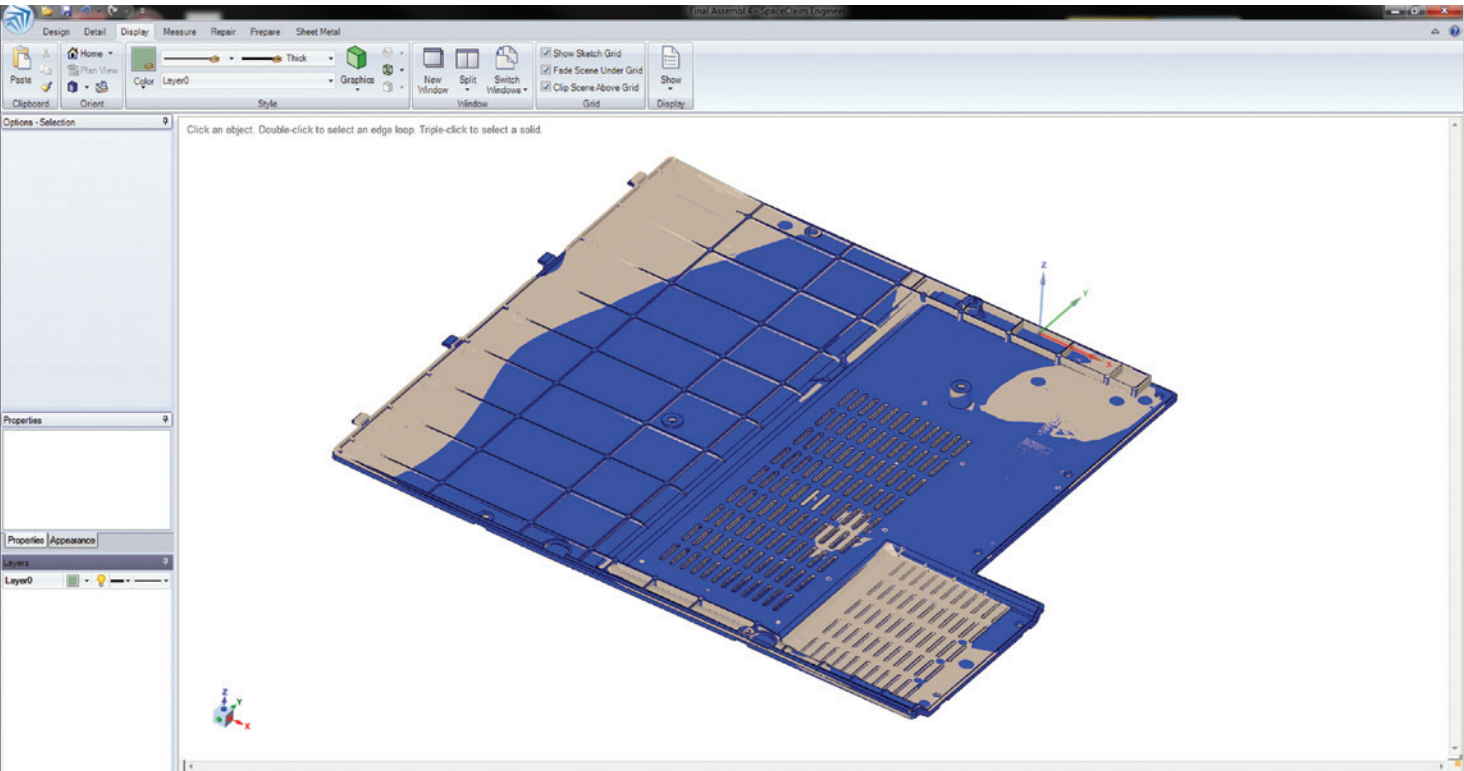 Final Assembl 4 - SpaceClaim Engineer
Design Detail Display Measure Repair Prepare Sheet Metal
Paste
Clipboard
Home
Plan View
Orient
Color
Thick
Layer0
Graphics
Style
New Window
Split
Switch Windows
Window
Show Sketch Grid
Fade Scene Under Grid
Clip Scene Above Grid
Grid
Show
Display
Options - Selection
Click an object. Double-click to select an edge loop. Triple-click to select a solid.
Z
Y
X
Properties
Properties Appearance
Layers
Layer0
Z
Y
X